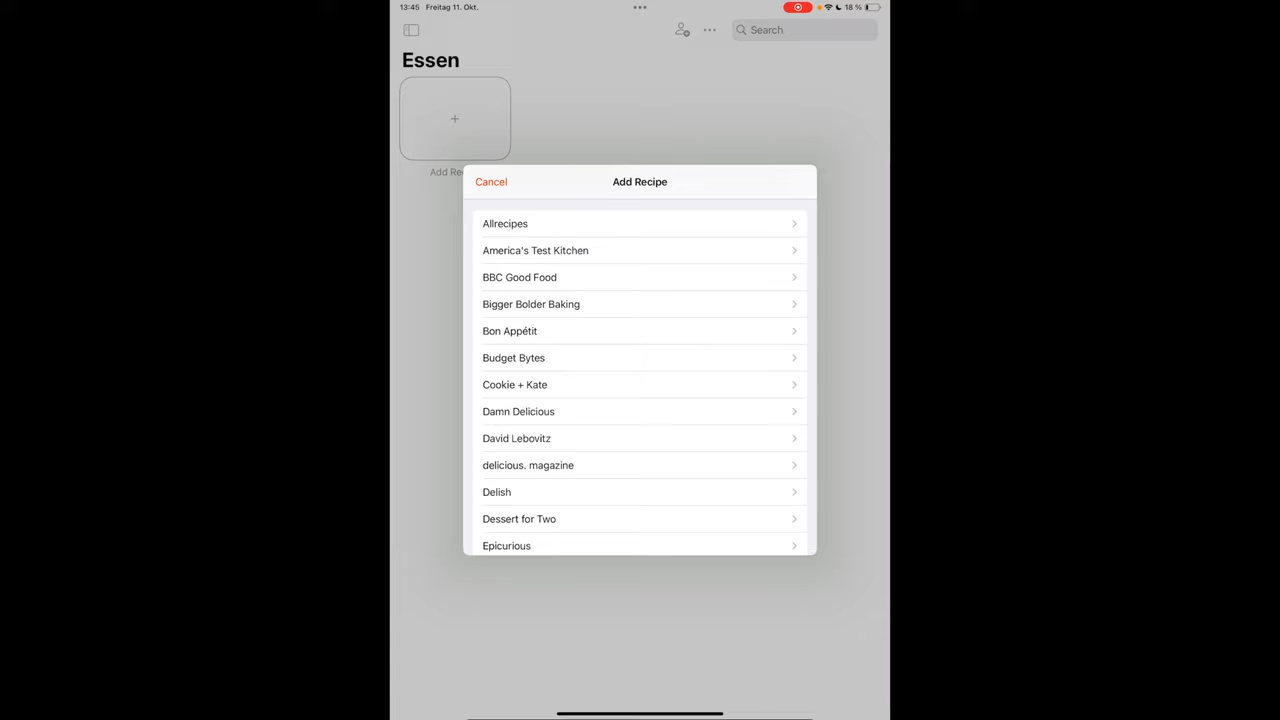 13:45 Freitag 11. Okt.
18 %
Search
Essen
Add Re
Cancel
Add Recipe
Allrecipes
America's Test Kitchen
BBC Good Food
Bigger Bolder Baking
Bon Appétit
Budget Bytes
Cookie + Kate
Damn Delicious
David Lebovitz
delicious. magazine
Delish
Dessert for Two
Epicurious